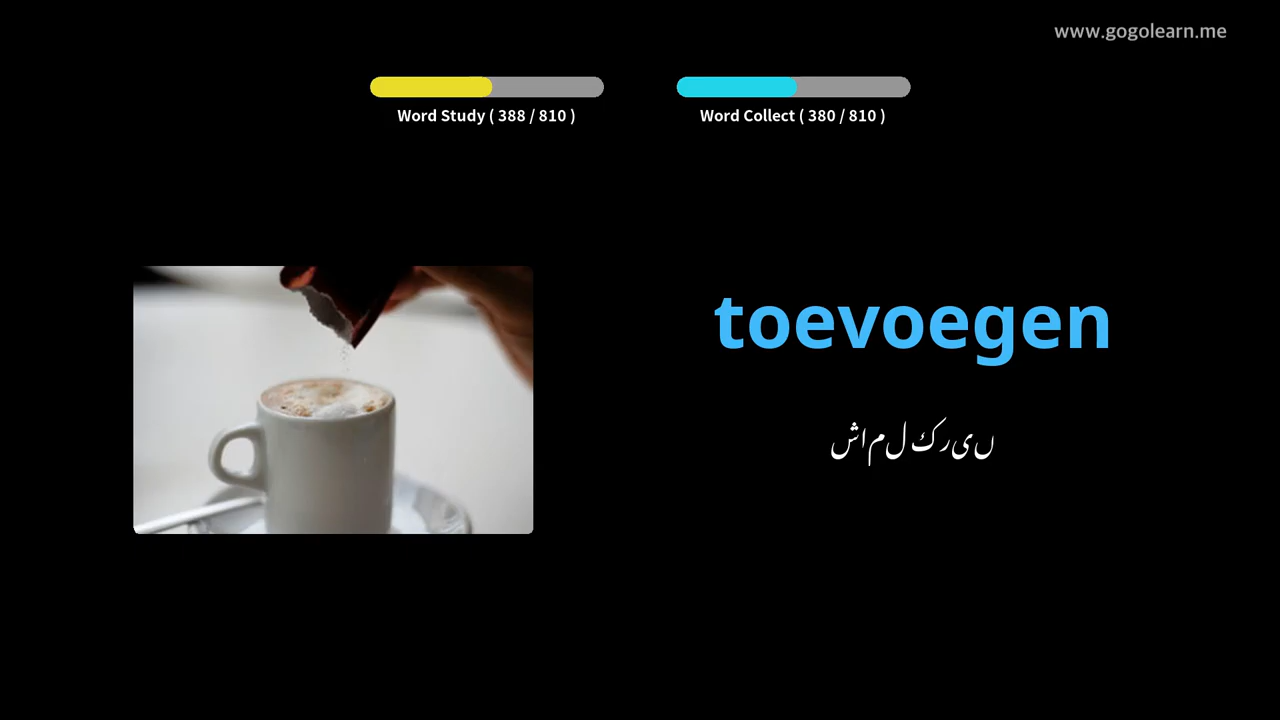 www.gogolearn.me
Word Study ( 388 / 810 )
Word Collect ( 380 / 810 )
toevoegen
شامل کریں